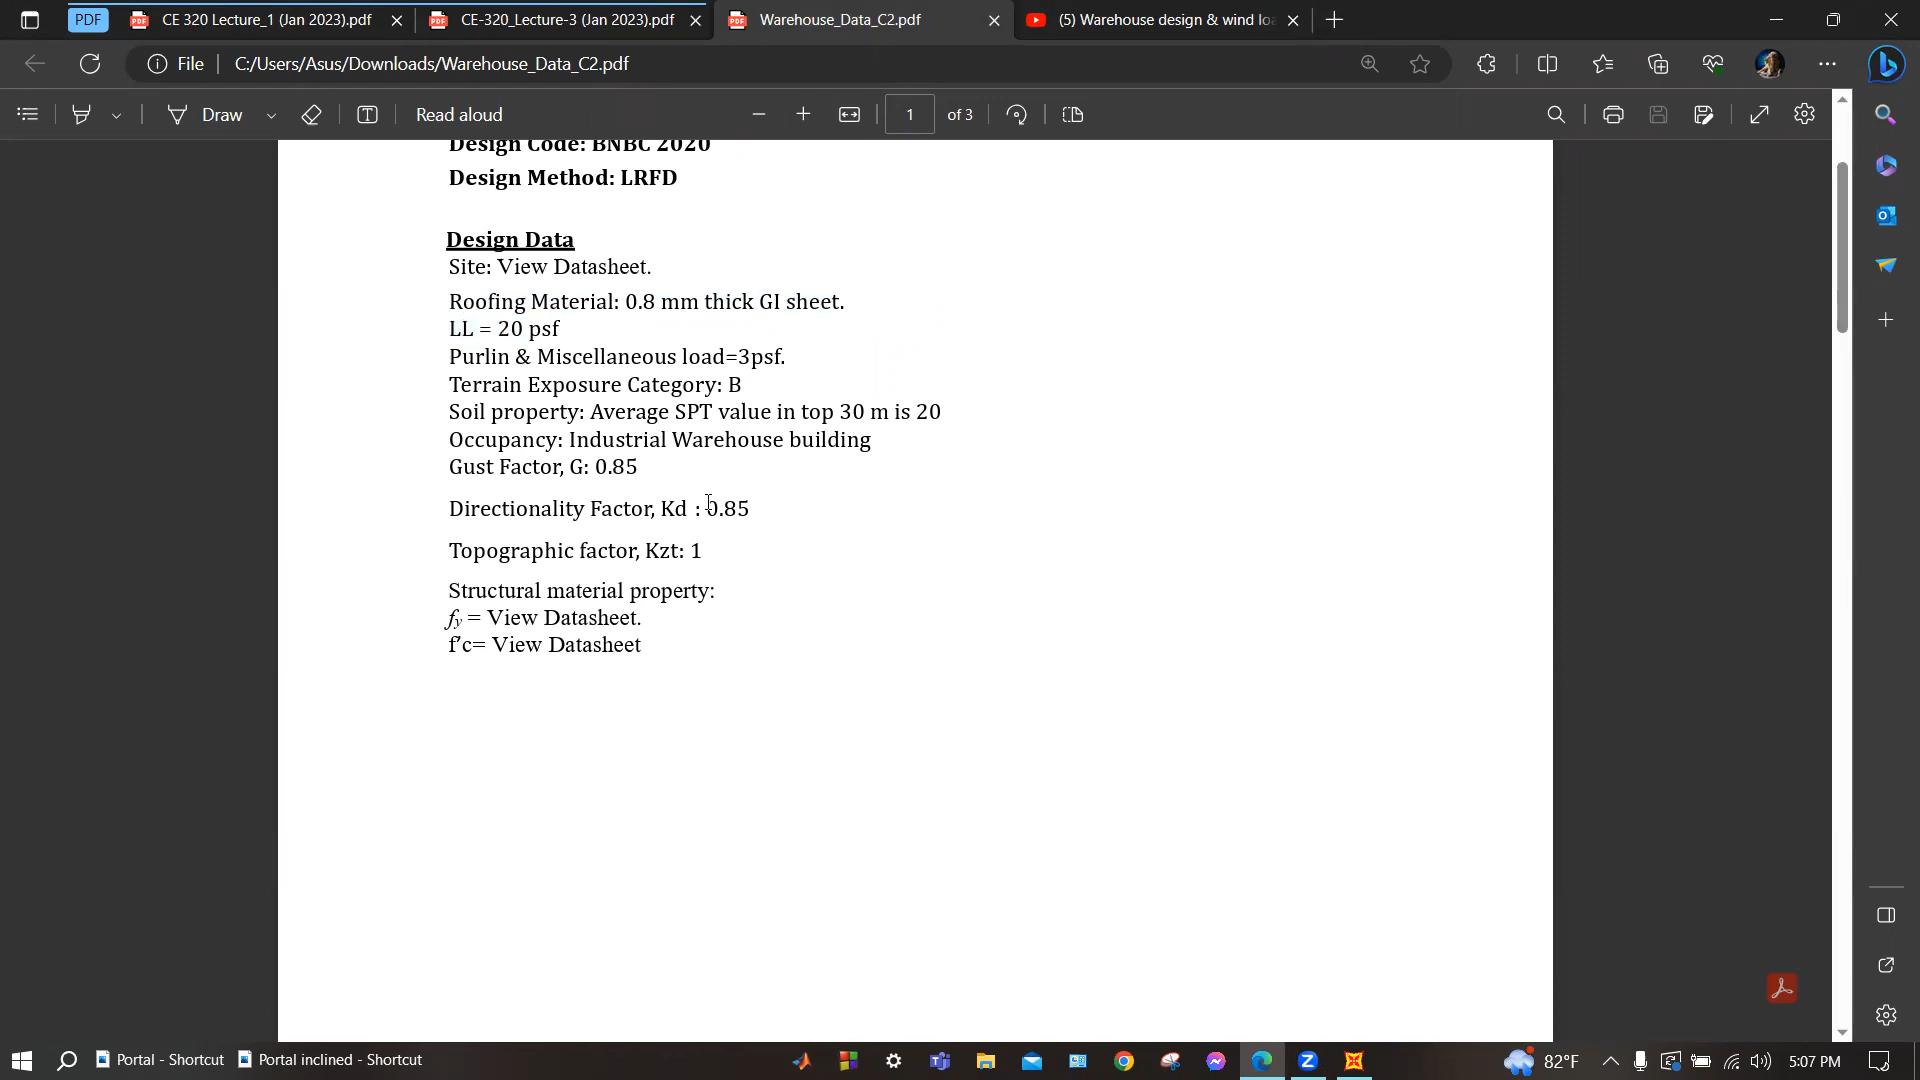 PDF
CE 320 Lecture_1 (Jan 2023).pdf
CE-320_Lecture-3 (Jan 2023).pdf
Warehouse_Data_C2.pdf
(5) Warehouse design & wind lo
File
C:/Users/Asus/Downloads/Warehouse_Data_C2.pdf
Draw
Read aloud
1 of 3
Design Code: BNBC 2020
Design Method: LRFD
Design Data
Site: View Datasheet.
Roofing Material: 0.8 mm thick GI sheet.
LL = 20 psf
Purlin & Miscellaneous load=3psf.
Terrain Exposure Category: B
Soil property: Average SPT value in top 30 m is 20
Occupancy: Industrial Warehouse building
Gust Factor, G: 0.85
Directionality Factor, Kd : 0.85
Topographic factor, Kzt: 1
Structural material property:
fy = View Datasheet.
f′c= View Datasheet
Portal - Shortcut
Portal inclined - Shortcut
82°F
5:07 PM